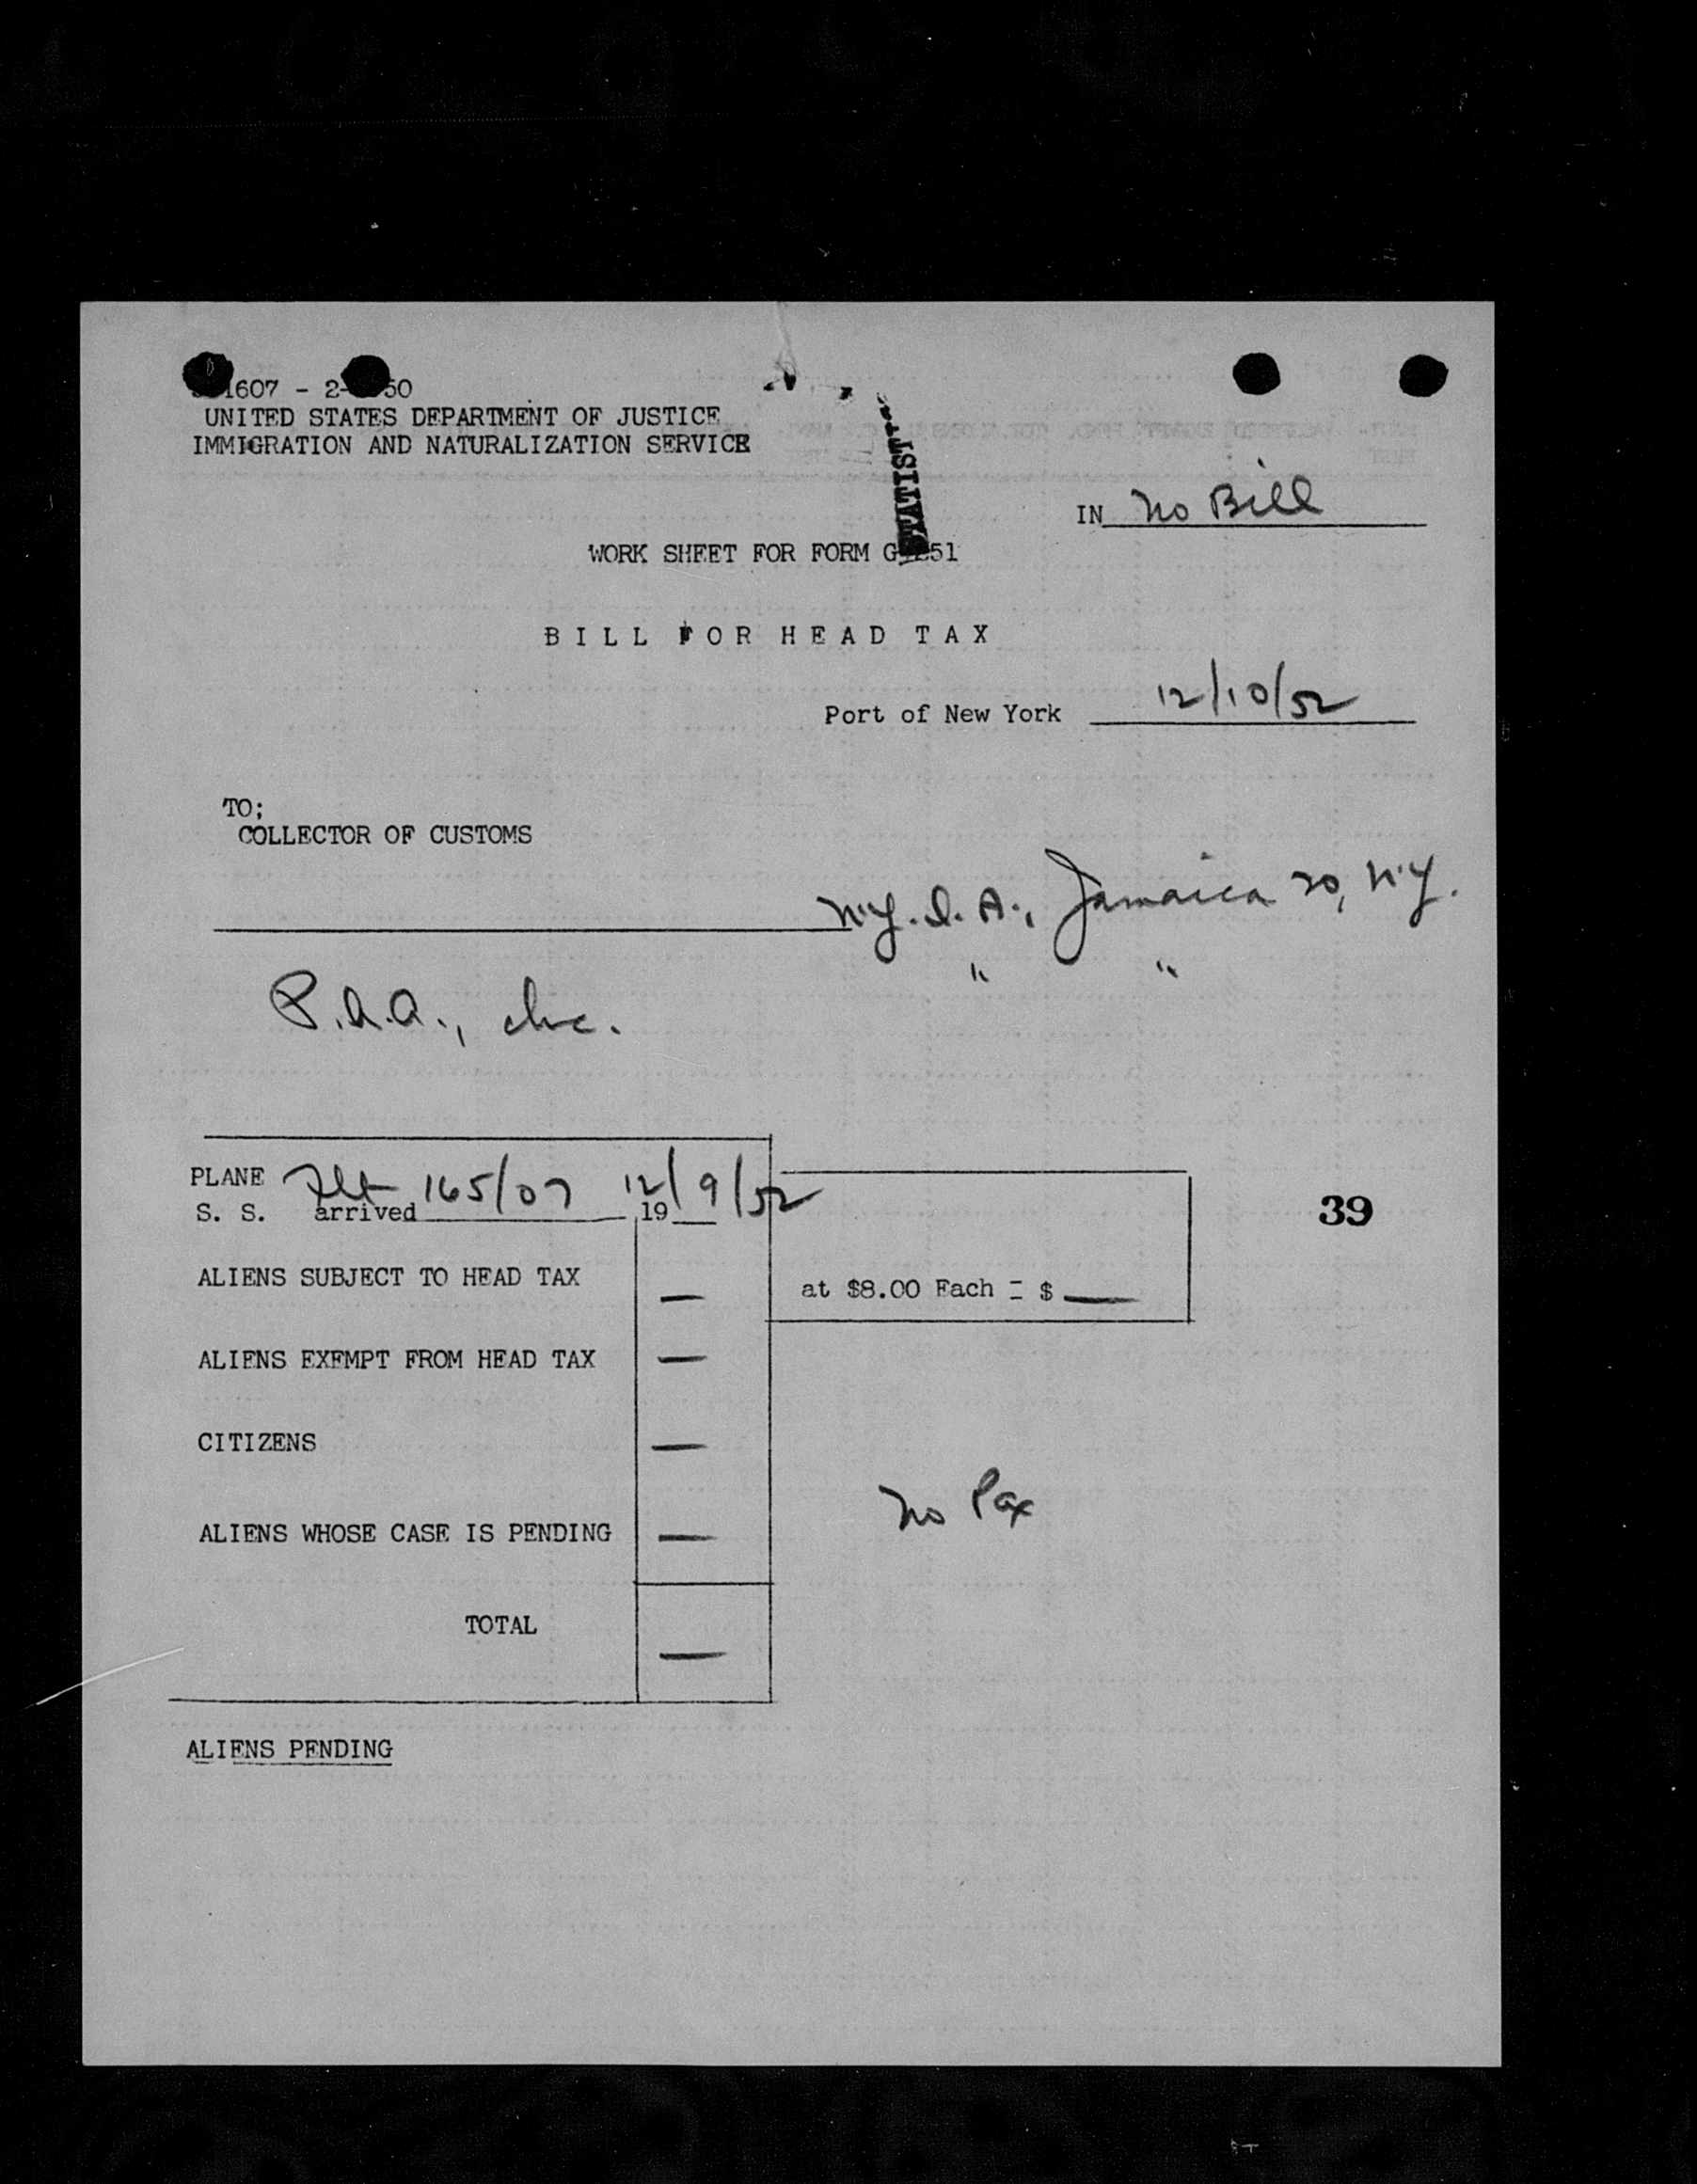 1607 - 2- 50
UNITED STATES DEPARTMENT OF JUSTICE
IMMIGRATION AND NATURALIZATION SERVICE
STATIST
IN No Bill
WORK SHEET FOR FORM G- 51
BILL FOR HEAD TAX
Port of New York 12/10/52
TO;
COLLECTOR OF CUSTOMS
N.Y. I. A., Jamaica 30, N.Y.
" "
P.A.A., Inc.
PLANE Flt 165/07 12/9/52
S. S. arrived 19
39
ALIENS SUBJECT TO HEAD TAX —
at $8.00 Each = $ —
ALIENS EXEMPT FROM HEAD TAX —
CITIZENS —
No Pax
ALIENS WHOSE CASE IS PENDING —
TOTAL —
ALIENS PENDING